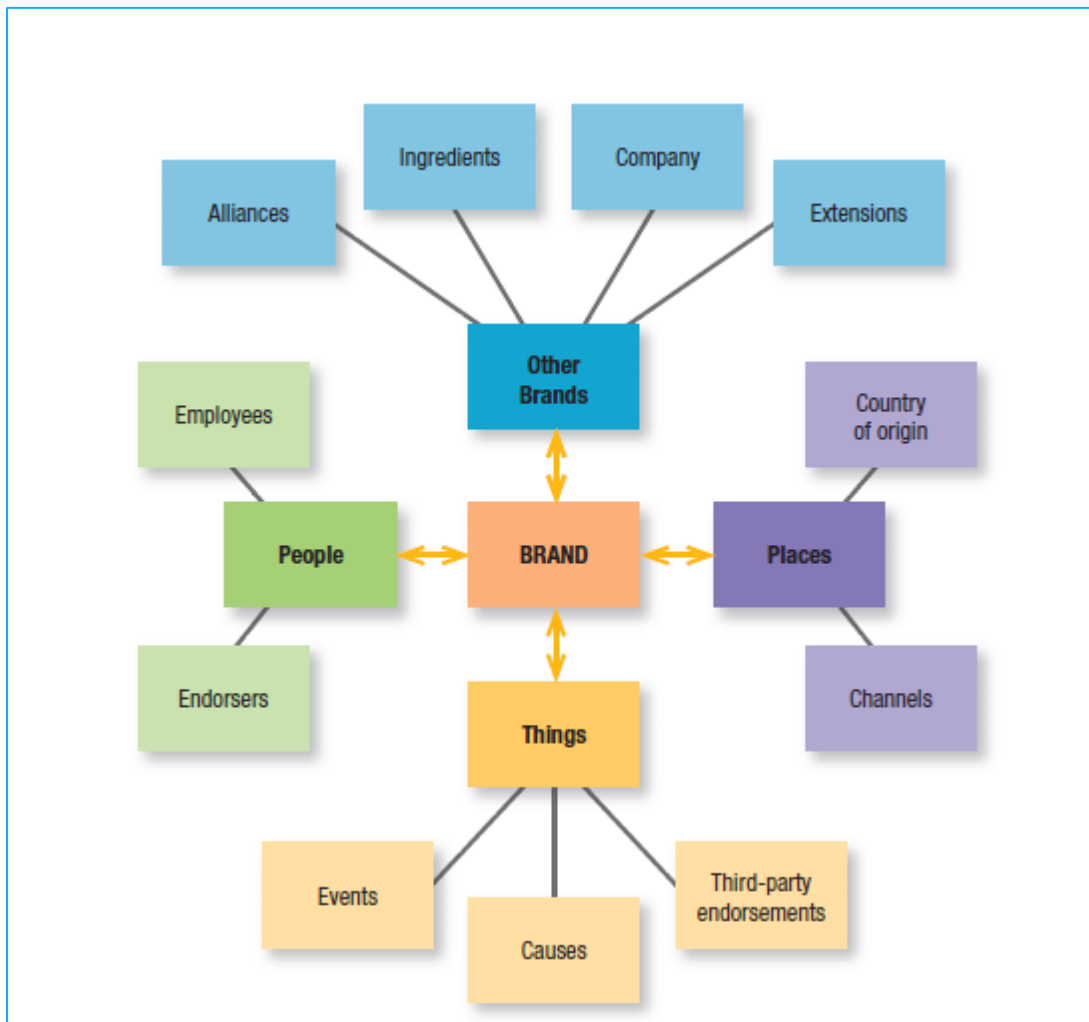 Ingredients
Company
Alliances
Extensions
Other
Brands
Employees
Country
of origin
People
BRAND
Places
Endorsers
Channels
Things
Events
Third-party
endorsements
Causes